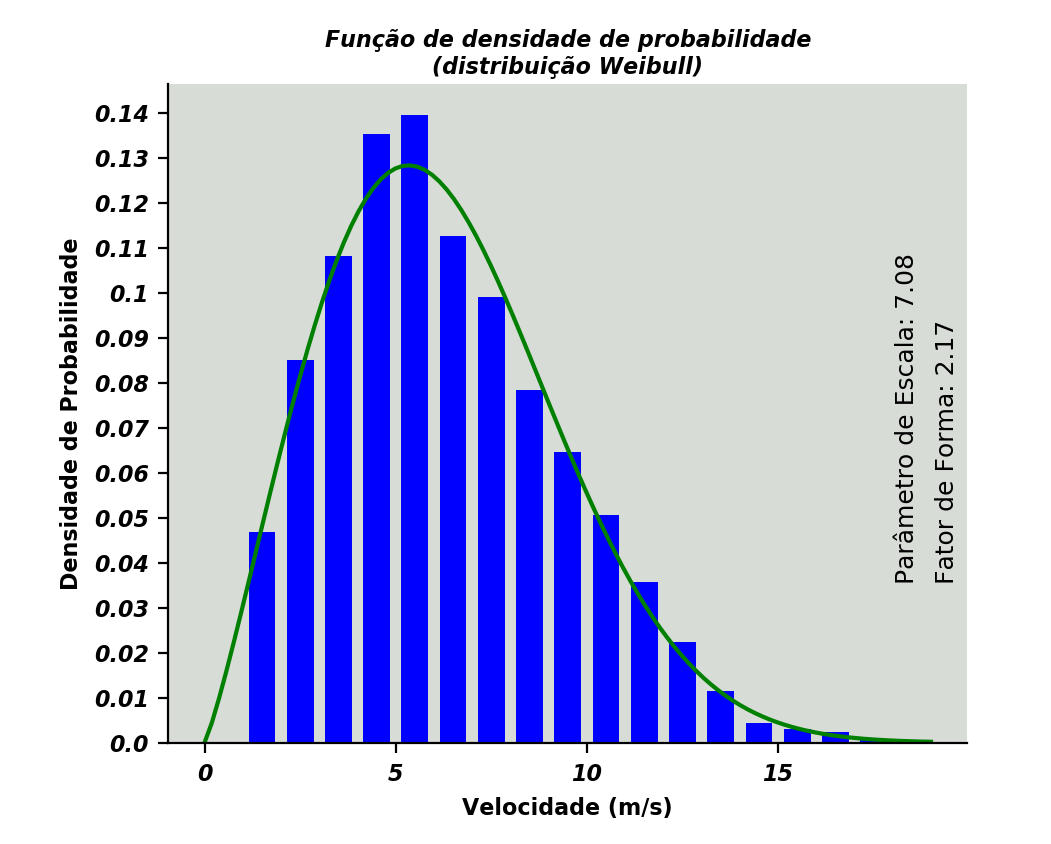 Função de densidade de probabilidade
(distribuição Weibull)
Densidade de Probabilidade
0.14
0.13
0.12
0.11
0.1
0.09
0.08
0.07
0.06
0.05
0.04
0.03
0.02
0.01
0.0
Parâmetro de Escala: 7.08
Fator de Forma: 2.17
0 5 10 15
Velocidade (m/s)